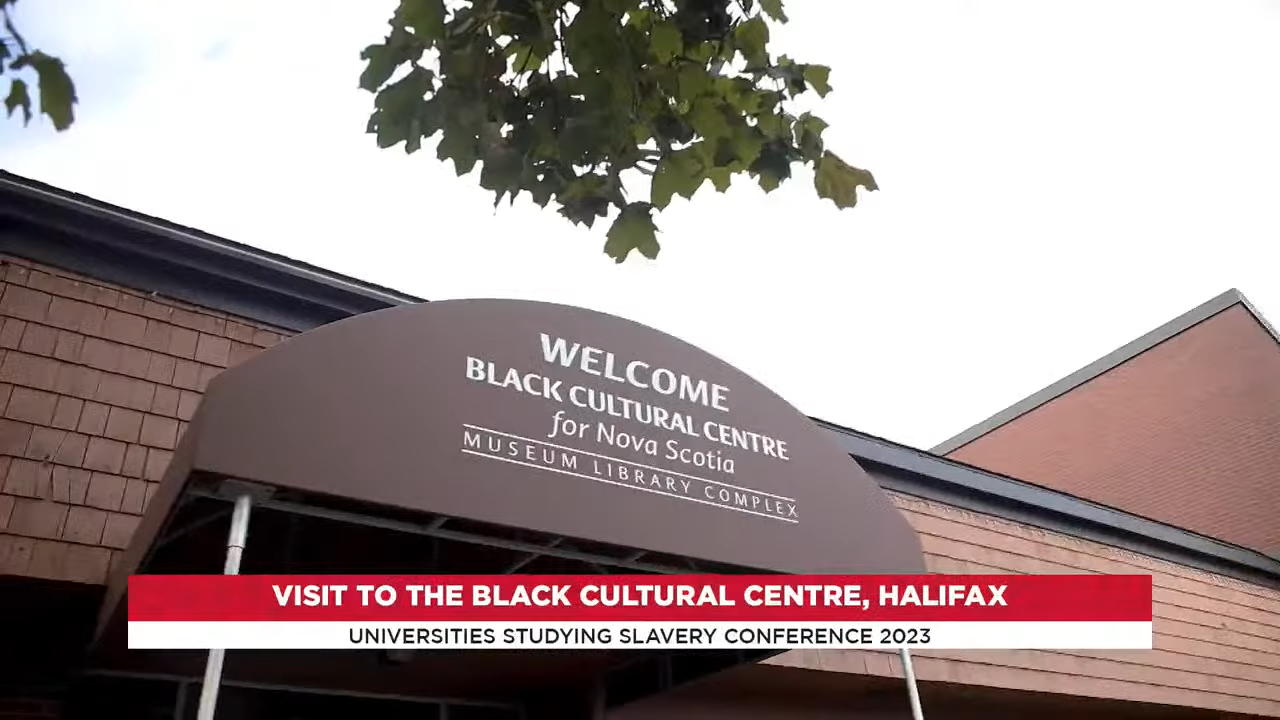 WELCOME
BLACK CULTURAL CENTRE
for Nova Scotia
MUSEUM LIBRARY COMPLEX
VISIT TO THE BLACK CULTURAL CENTRE, HALIFAX
UNIVERSITIES STUDYING SLAVERY CONFERENCE 2023